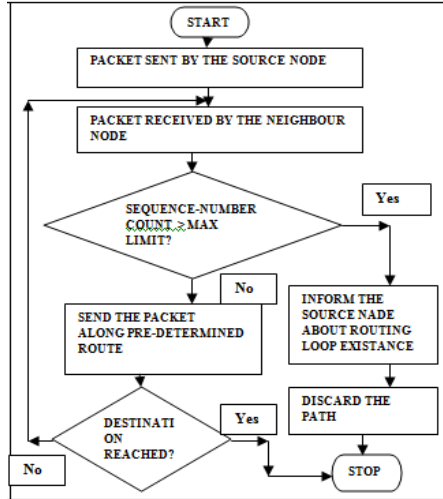 START
PACKET SENT BY THE SOURCE NODE
PACKET RECEIVED BY THE NEIGHBOUR
NODE
SEQUENCE-NUMBER
COUNT >MAX
LIMIT?
Yes
No
SEND THE PACKET
ALONG PRE-DETERMINED
ROUTE
INFORM THE
SOURCE NADE
ABOUT ROUTING
LOOP EXISTANCE
DISCARD THE
PATH
DESTINATI
ON
REACHED?
Yes
No
STOP